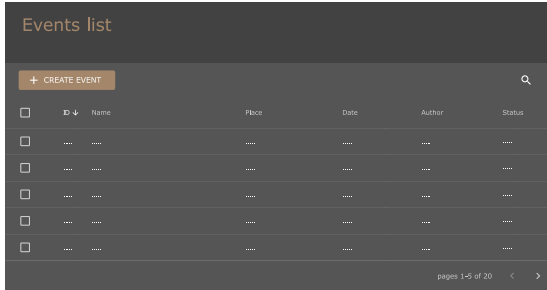 Events list
+ CREATE EVENT
ID ↓ Name Place Date Author Status
..... ..... ..... ..... ..... .....
..... ..... ..... ..... ..... .....
..... ..... ..... ..... ..... .....
..... ..... ..... ..... ..... .....
..... ..... ..... ..... ..... .....
pages 1-5 of 20 < >